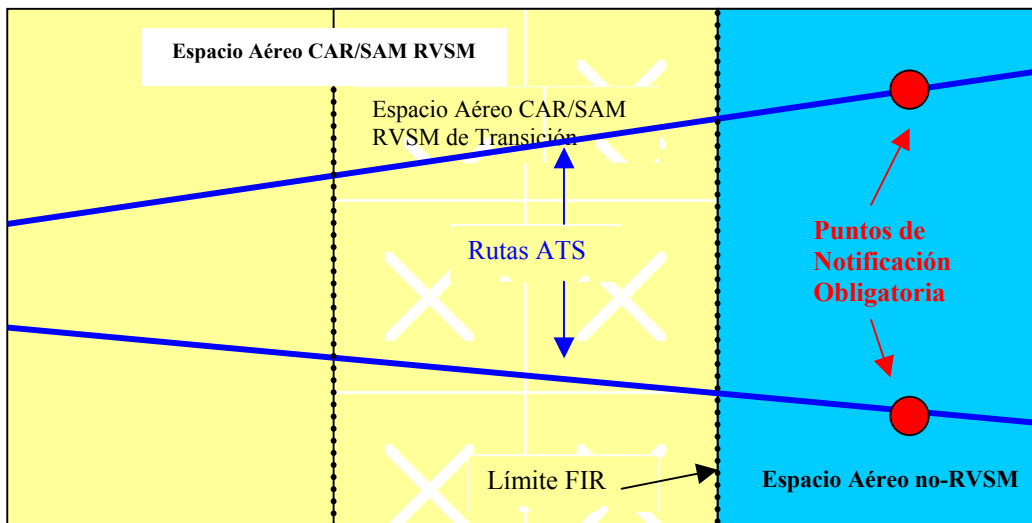 Espacio Aéreo CAR/SAM RVSM
Espacio Aéreo CAR/SAM
RVSM de Transición
Rutas ATS
Puntos de
Notificación
Obligatoria
Límite FIR
Espacio Aéreo no-RVSM